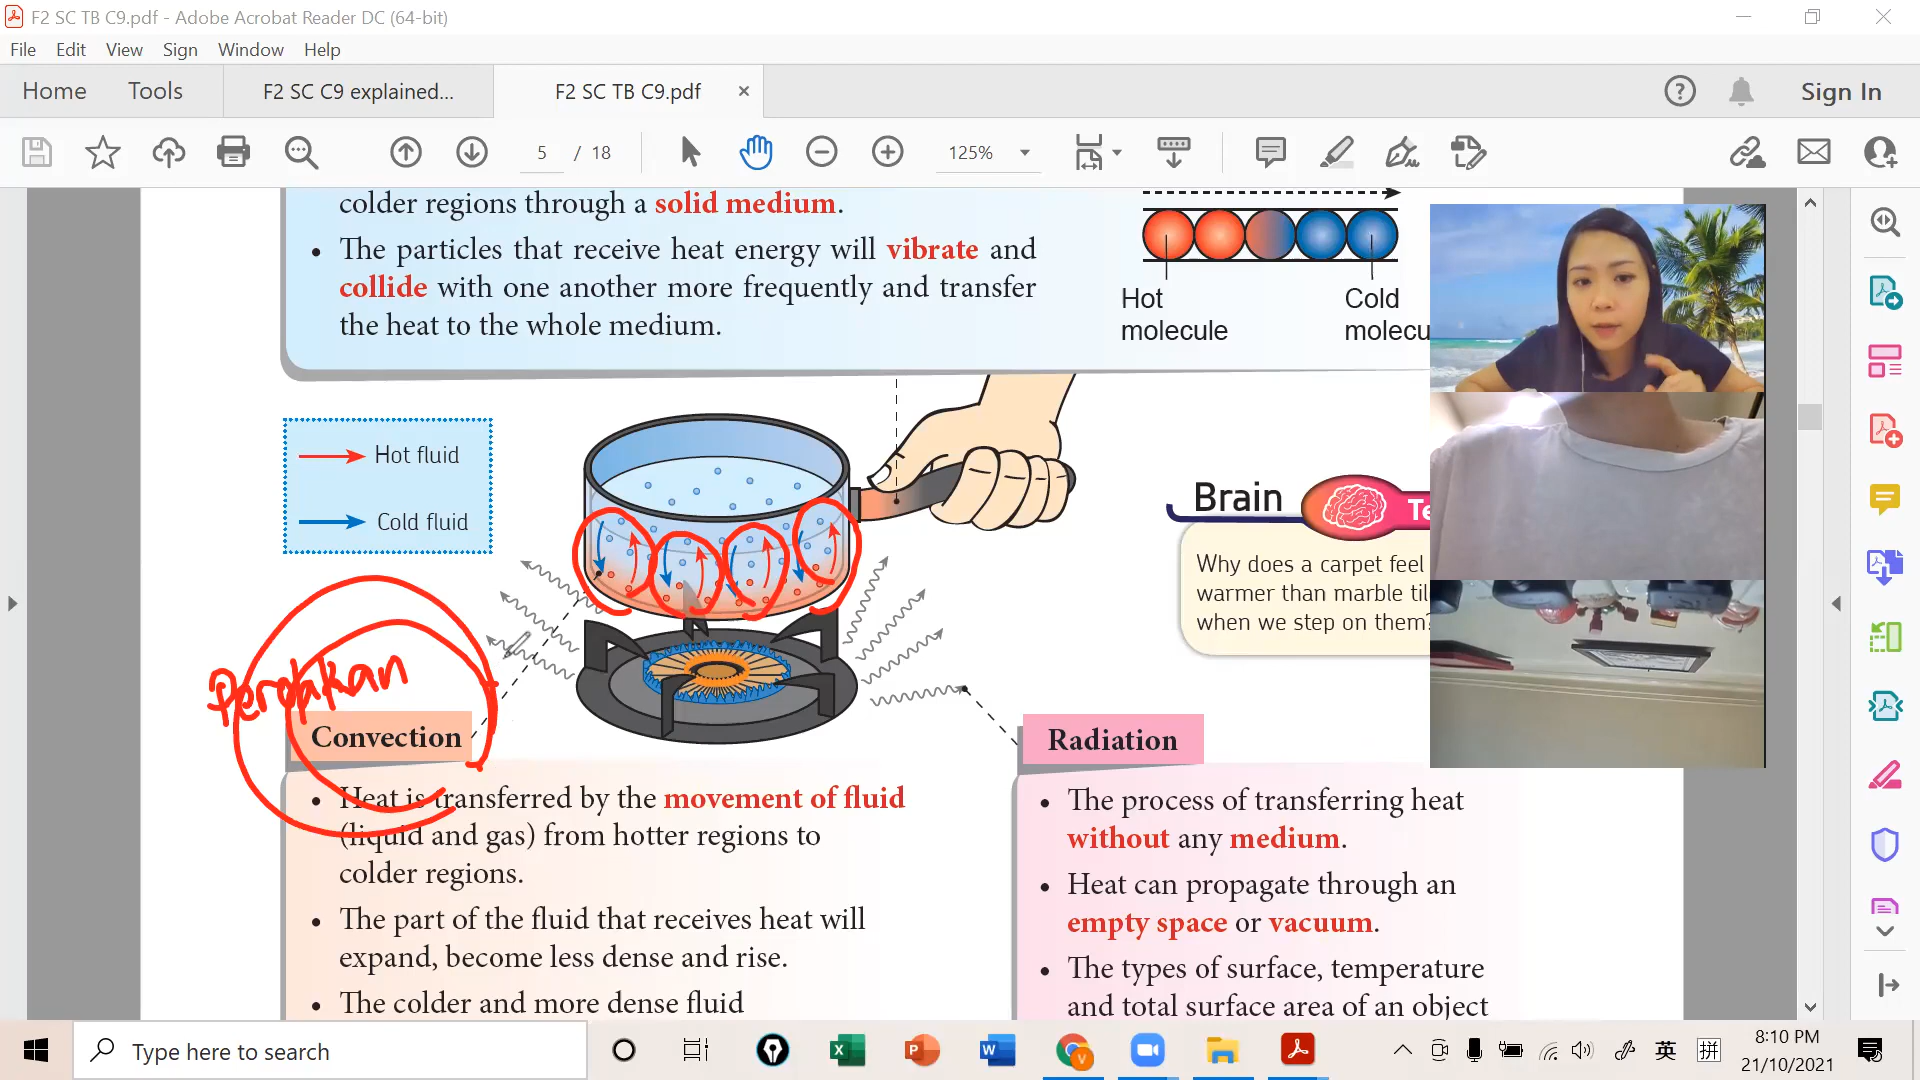 F2 SC TB C9.pdf - Adobe Acrobat Reader DC (64-bit)
File Edit View Sign Window Help
Home Tools F2 SC C9 explained... F2 SC TB C9.pdf × Sign In
5 / 18 125%
colder regions through a solid medium.
• The particles that receive heat energy will vibrate and
collide with one another more frequently and transfer
the heat to the whole medium.
Hot
molecule
Cold
molecu
Hot fluid
Cold fluid
Brain Te
Why does a carpet feel
warmer than marble til
when we step on them?
Convection
• Heat is transferred by the movement of fluid
(liquid and gas) from hotter regions to
colder regions.
• The part of the fluid that receives heat will
expand, become less dense and rise.
• The colder and more dense fluid
Radiation
• The process of transferring heat
without any medium.
• Heat can propagate through an
empty space or vacuum.
• The types of surface, temperature
and total surface area of an object
Type here to search
英 拼
8:10 PM
21/10/2021